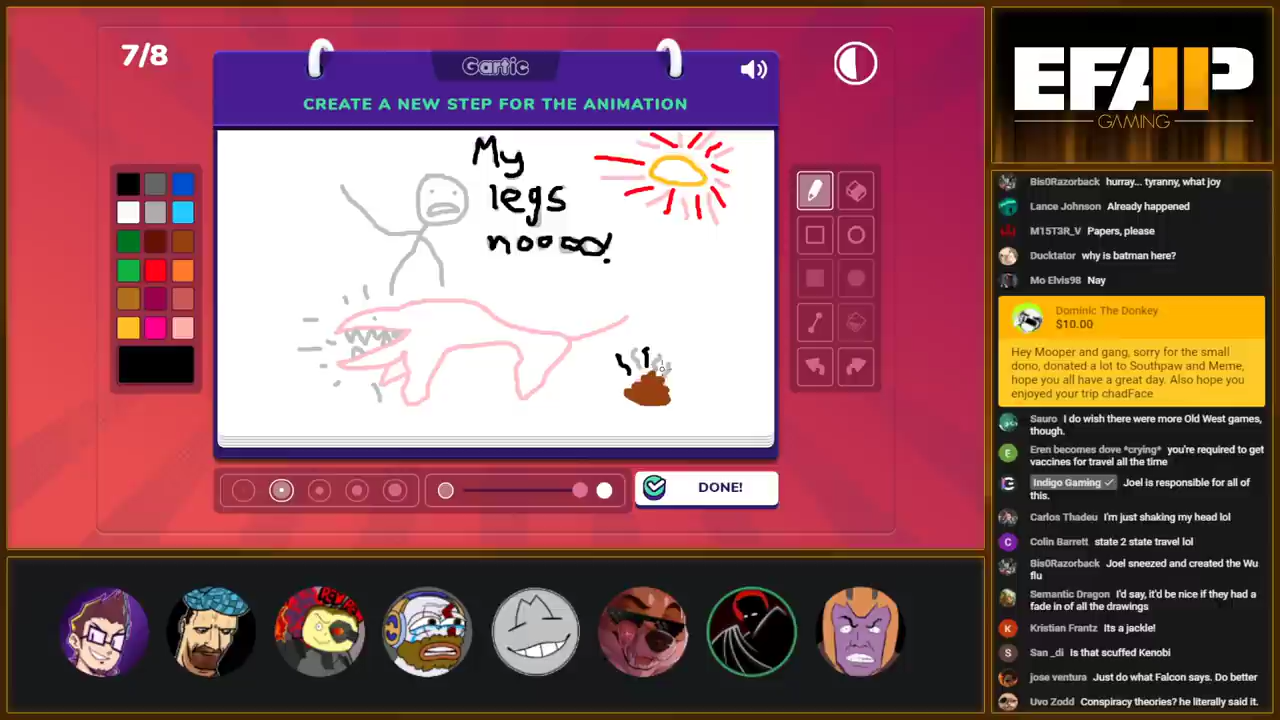 7/8
Gartic
CREATE A NEW STEP FOR THE ANIMATION
My
legs
noooo!
DONE!
EFAP
GAMING
Bis0Razorback hurray... tyranny, what joy
Lance Johnson Already happened
M15T3R_V Papers, please
Ducktator why is batman here?
Mo Elvis98 Nay
Dominic The Donkey
$10.00
Hey Mooper and gang, sorry for the small
dono, donated a lot to Southpaw and Meme,
hope you all have a great day. Also hope you
enjoyed your trip chadFace
Sauro I do wish there were more Old West games,
though.
Eren becomes dove *crying* you're required to get
vaccines for travel all the time
Indigo Gaming ✓ Joel is responsible for all of
this.
Carlos Thadeu I'm just shaking my head lol
Colin Barrett state 2 state travel lol
Bis0Razorback Joel sneezed and created the Wu
flu
Semantic Dragon I'd say, it'd be nice if they had a
fade in of all the drawings
Kristian Frantz Its a jackle!
San _di Is that scuffed Kenobi
jose ventura Just do what Falcon says. Do better
Uvo Zodd Conspiracy theories? he literally said it.